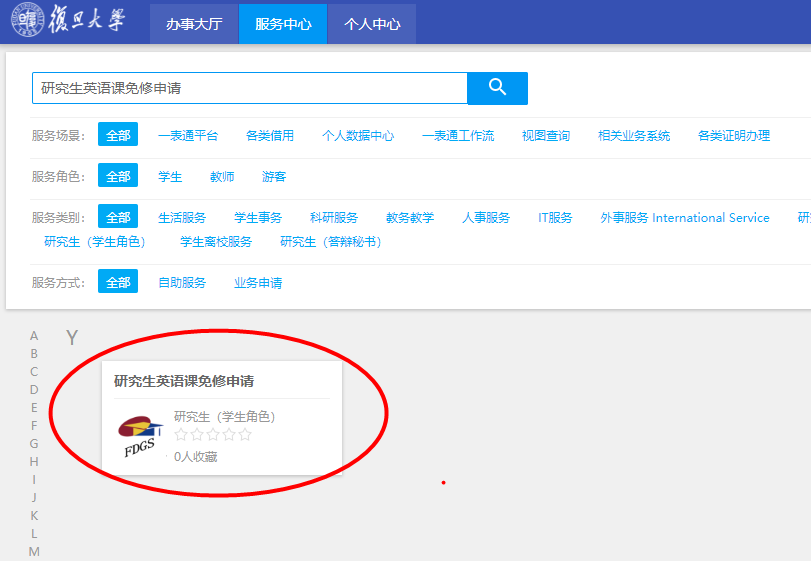 復旦大學 办事大厅 服务中心 个人中心
研究生英语课免修申请
服务场景： 全部 一表通平台 各类借用 个人数据中心 一表通工作流 视图查询 相关业务系统 各类证明办理
服务角色： 全部 学生 教师 游客
服务类别： 全部 生活服务 学生事务 科研服务 教务教学 人事服务 IT服务 外事服务 International Service 研
研究生（学生角色） 学生离校服务 研究生（答辩秘书）
服务方式： 全部 自助服务 业务申请
A
B
C
D
E
F
G
H
I
J
K
L
M
Y
研究生英语课免修申请
研究生（学生角色）
FDGS
0人收藏